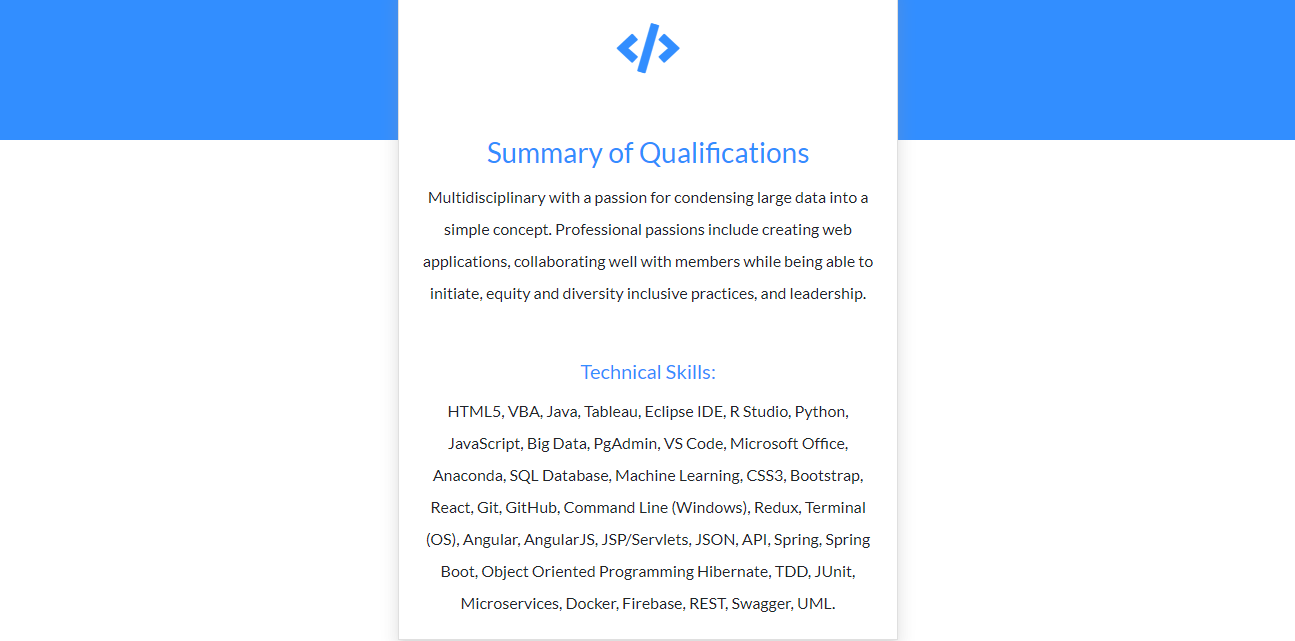 </>
Summary of Qualifications
Multidisciplinary with a passion for condensing large data into a
simple concept. Professional passions include creating web
applications, collaborating well with members while being able to
initiate, equity and diversity inclusive practices, and leadership.
Technical Skills:
HTML5, VBA, Java, Tableau, Eclipse IDE, R Studio, Python,
JavaScript, Big Data, PgAdmin, VS Code, Microsoft Office,
Anaconda, SQL Database, Machine Learning, CSS3, Bootstrap,
React, Git, GitHub, Command Line (Windows), Redux, Terminal
(OS), Angular, AngularJS, JSP/Servlets, JSON, API, Spring, Spring
Boot, Object Oriented Programming Hibernate, TDD, JUnit,
Microservices, Docker, Firebase, REST, Swagger, UML.